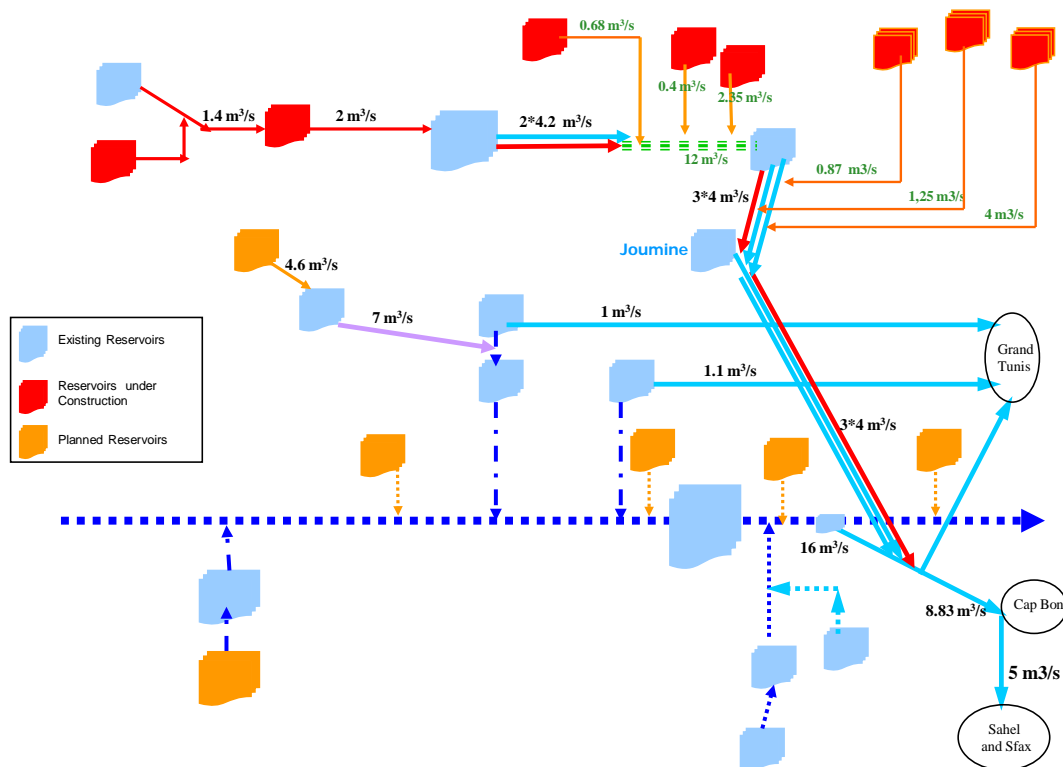 0.68 m³/s
0.4 m³/s
2.35m³/s
1.4 m³/s
2 m³/s
2*4.2 m³/s
12 m³/s
0.87 m3/s
3*4 m³/s
1,25 m3/s
4 m3/s
Joumine
4.6 m³/s
7 m³/s
1 m³/s
Grand
Tunis
1.1 m³/s
Existing Reservoirs
Reservoirs under
Construction
Planned Reservoirs
3*4 m³/s
16 m³/s
8.83 m³/s
Cap Bon
5 m3/s
Sahel
and Sfax